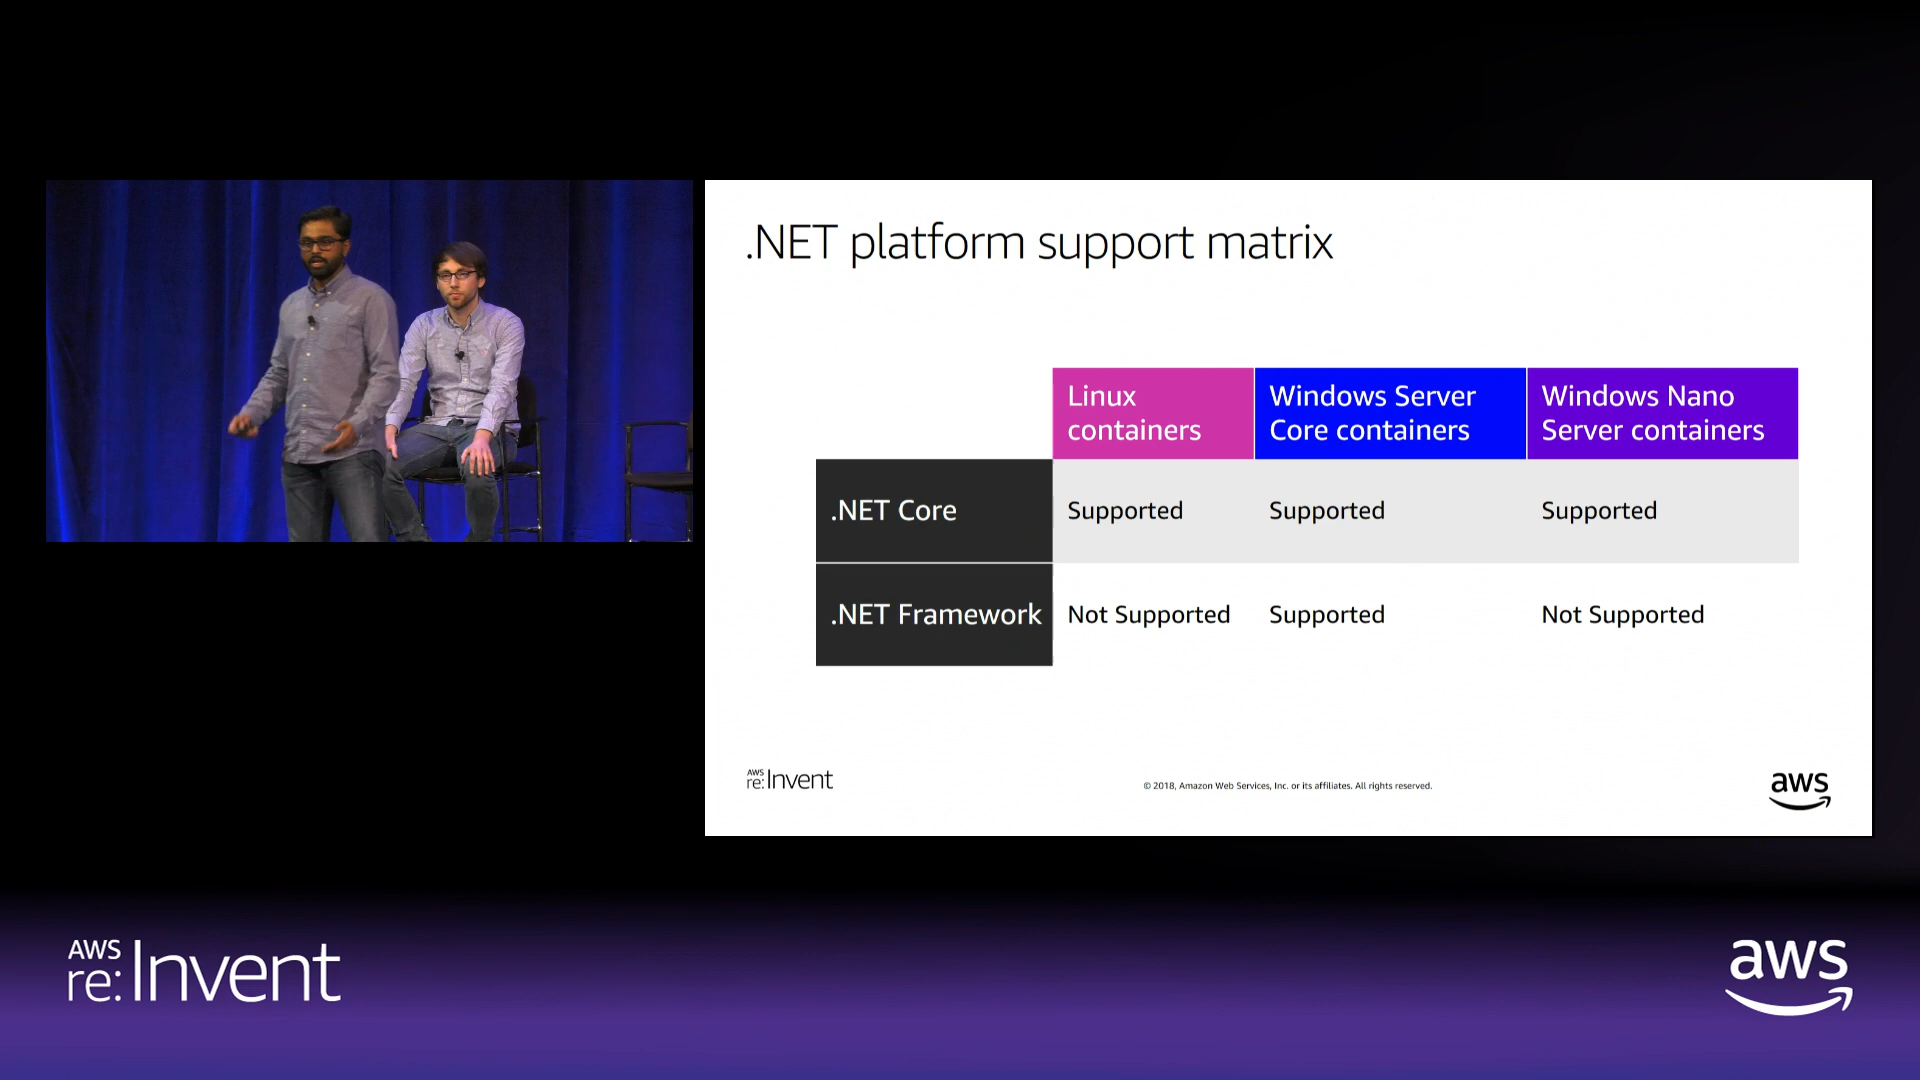 .NET platform support matrix
Linux
containers
Windows Server
Core containers
Windows Nano
Server containers
.NET Core
Supported
Supported
Supported
.NET Framework
Not Supported
Supported
Not Supported
AWS
re:Invent
© 2018, Amazon Web Services, Inc. or its affiliates. All rights reserved.
aws
AWS
re:Invent
aws